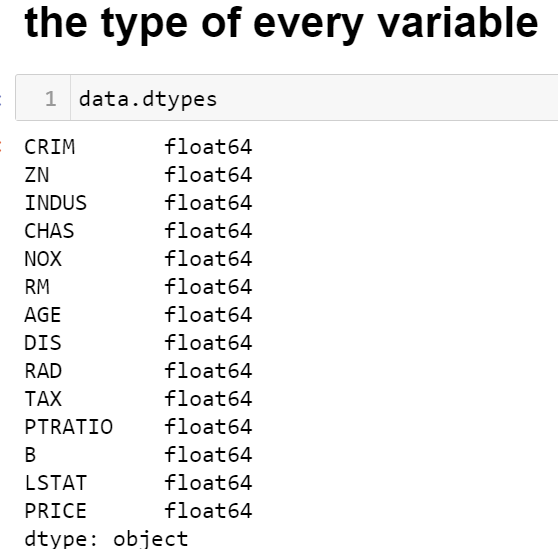 the type of every variable
1 data.dtypes
CRIM float64
ZN float64
INDUS float64
CHAS float64
NOX float64
RM float64
AGE float64
DIS float64
RAD float64
TAX float64
PTRATIO float64
B float64
LSTAT float64
PRICE float64
dtype: object